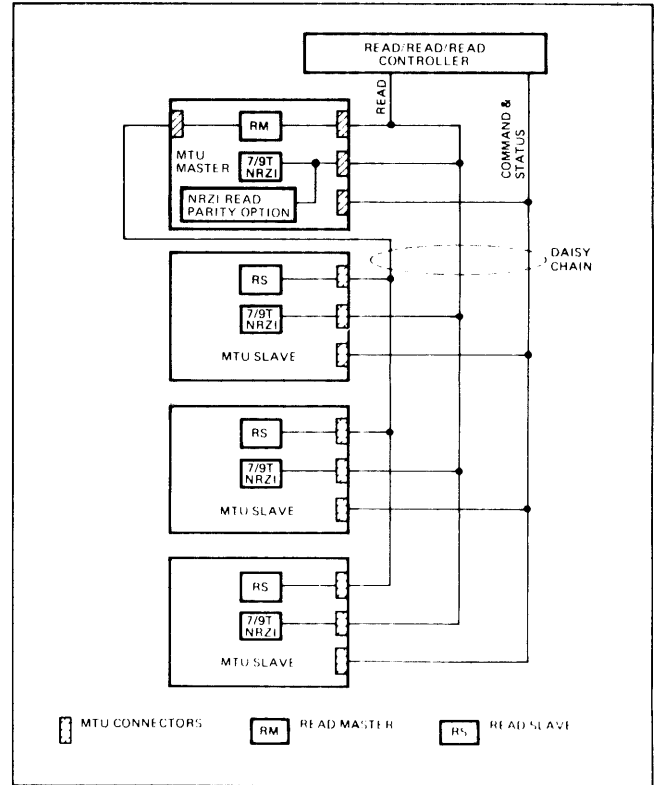 READ/READ/READ
CONTROLLER
READ
COMMAND &
STATUS
RM
MTU
MASTER
7/9T
NRZI
NRZI READ
PARITY OPTION
DAISY
CHAIN
RS
7/9T
NRZI
MTU SLAVE
RS
7/9T
NRZI
MTU SLAVE
RS
7/9T
NRZI
MTU SLAVE
MTU CONNECTORS
RM
READ MASTER
RS
READ SLAVE